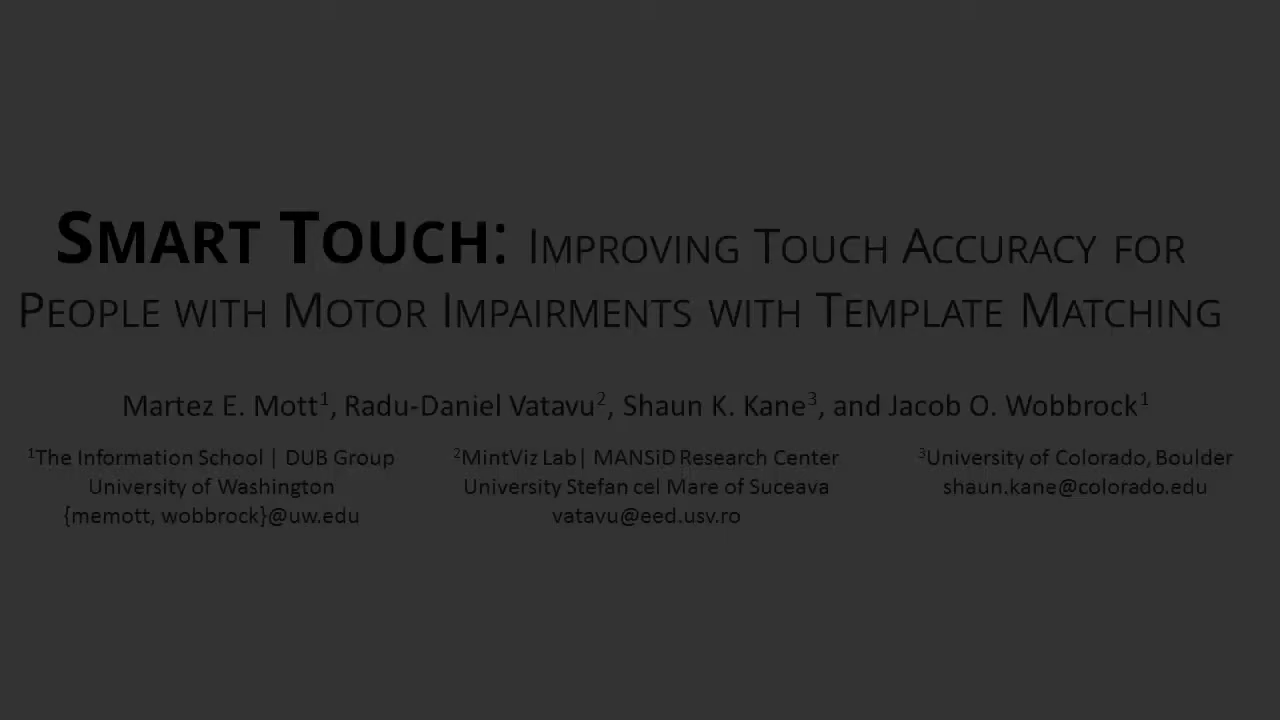 SMART TOUCH: IMPROVING TOUCH ACCURACY FOR
PEOPLE WITH MOTOR IMPAIRMENTS WITH TEMPLATE MATCHING
Martez E. Mott¹, Radu-Daniel Vatavu², Shaun K. Kane³, and Jacob O. Wobbrock¹
¹The Information School | DUB Group
University of Washington
{memott, wobbrock}@uw.edu
²MintViz Lab| MANSiD Research Center
University Stefan cel Mare of Suceava
vatavu@eed.usv.ro
³University of Colorado, Boulder
shaun.kane@colorado.edu